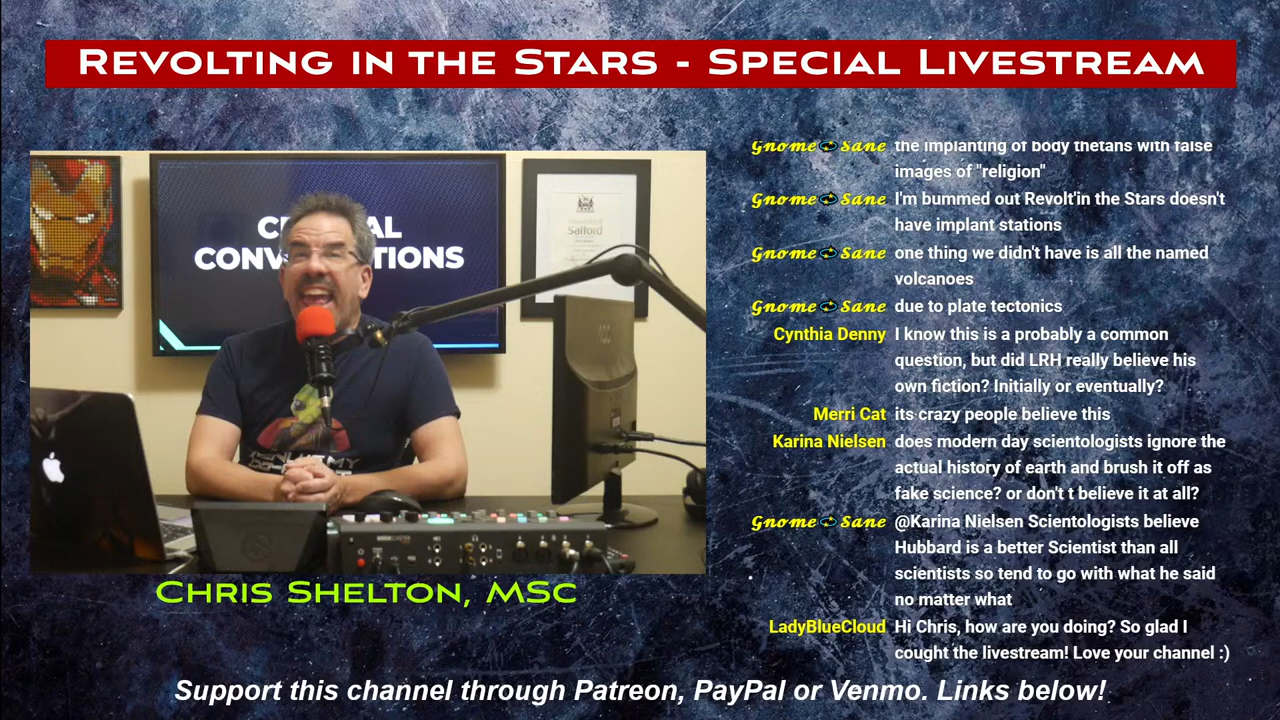 REVOLTING IN THE STARS - SPECIAL LIVESTREAM
CONV TIONS
University of
Salford
Gnome💫Sane the implanting of body thetans with false
images of "religion"
Gnome💫Sane I'm bummed out Revolt'in the Stars doesn't
have implant stations
Gnome💫Sane one thing we didn't have is all the named
volcanoes
Gnome💫Sane due to plate tectonics
Cynthia Denny I know this is a probably a common
question, but did LRH really believe his
own fiction? Initially or eventually?
Merri Cat its crazy people believe this
Karina Nielsen does modern day scientologists ignore the
actual history of earth and brush it off as
fake science? or don't t believe it at all?
Gnome💫Sane @Karina Nielsen Scientologists believe
Hubbard is a better Scientist than all
scientists so tend to go with what he said
no matter what
LadyBlueCloud Hi Chris, how are you doing? So glad I
cought the livestream! Love your channel :)
CHRIS SHELTON, MSC
Support this channel through Patreon, PayPal or Venmo. Links below!